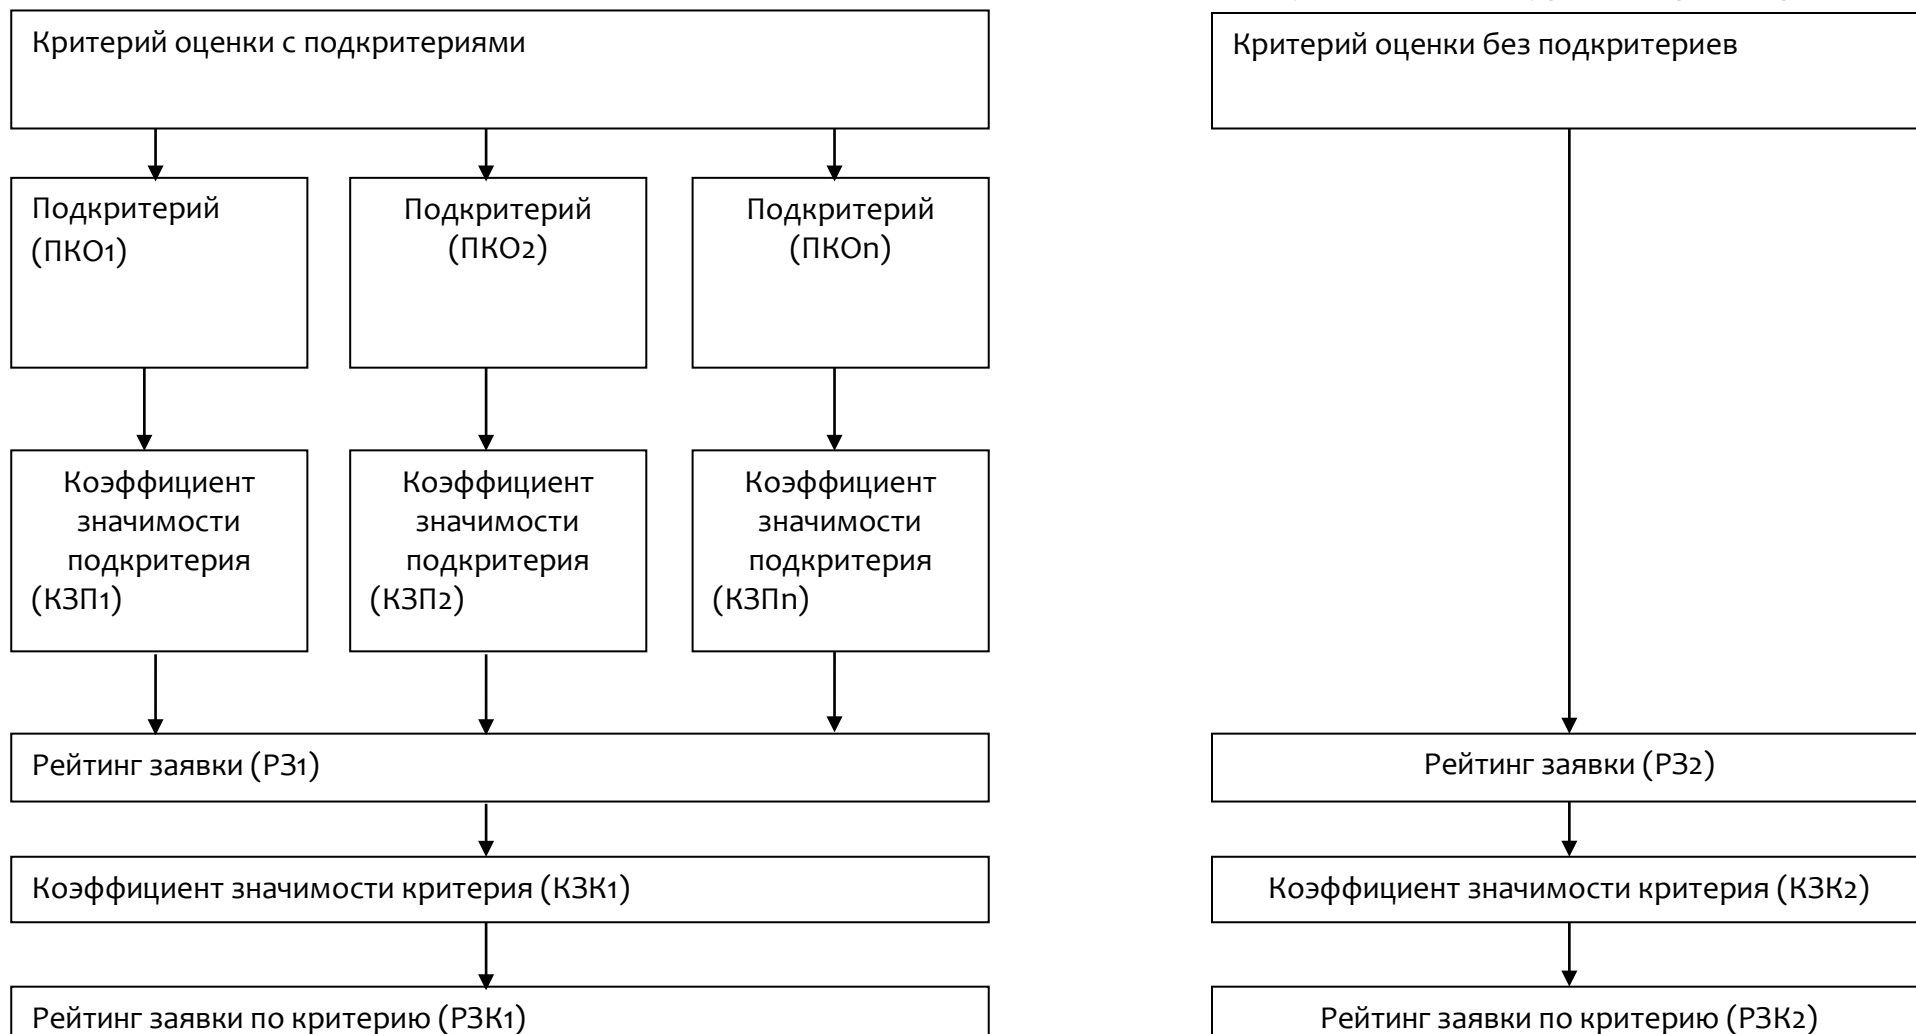 Критерий оценки с подкритериями
Критерий оценки без подкритериев
Подкритерий
(ПКО1)
Подкритерий
(ПКО2)
Подкритерий
(ПКОn)
Коэффициент
значимости
подкритерия
(КЗП1)
Коэффициент
значимости
подкритерия
(КЗП2)
Коэффициент
значимости
подкритерия
(КЗПn)
Рейтинг заявки (РЗ1)
Рейтинг заявки (РЗ2)
Коэффициент значимости критерия (КЗК1)
Коэффициент значимости критерия (КЗК2)
Рейтинг заявки по критерию (РЗК1)
Рейтинг заявки по критерию (РЗК2)